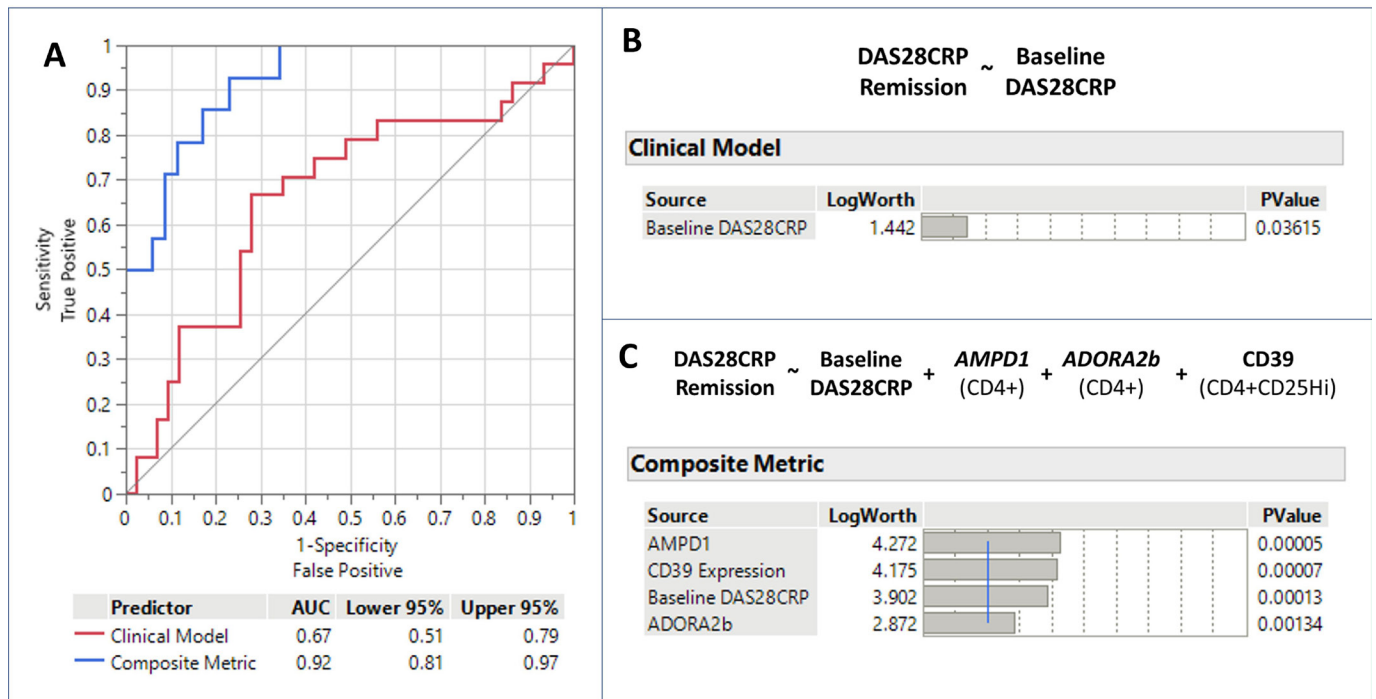 A
1
0.9
0.8
0.7
0.6
0.5
0.4
0.3
0.2
0.1
0
Sensitivity
True Positive
0 0.1 0.2 0.3 0.4 0.5 0.6 0.7 0.8 0.9 1
1-Specificity
False Positive
Predictor AUC Lower 95% Upper 95%
Clinical Model 0.67 0.51 0.79
Composite Metric 0.92 0.81 0.97
B
DAS28CRP ~ Baseline
Remission DAS28CRP
Clinical Model
Source LogWorth PValue
Baseline DAS28CRP 1.442 0.03615
C
DAS28CRP ~ Baseline + AMPD1 + ADORA2b + CD39
Remission DAS28CRP (CD4+) (CD4+) (CD4+CD25Hi)
Composite Metric
Source LogWorth PValue
AMPD1 4.272 0.00005
CD39 Expression 4.175 0.00007
Baseline DAS28CRP 3.902 0.00013
ADORA2b 2.872 0.00134